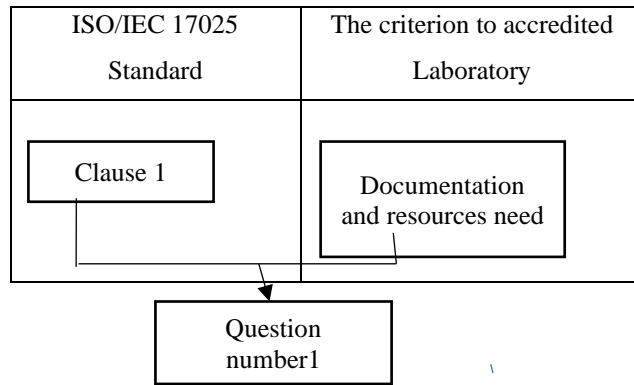 ISO/IEC 17025
Standard
The criterion to accredited
Laboratory
Clause 1
Documentation
and resources need
Question
number1